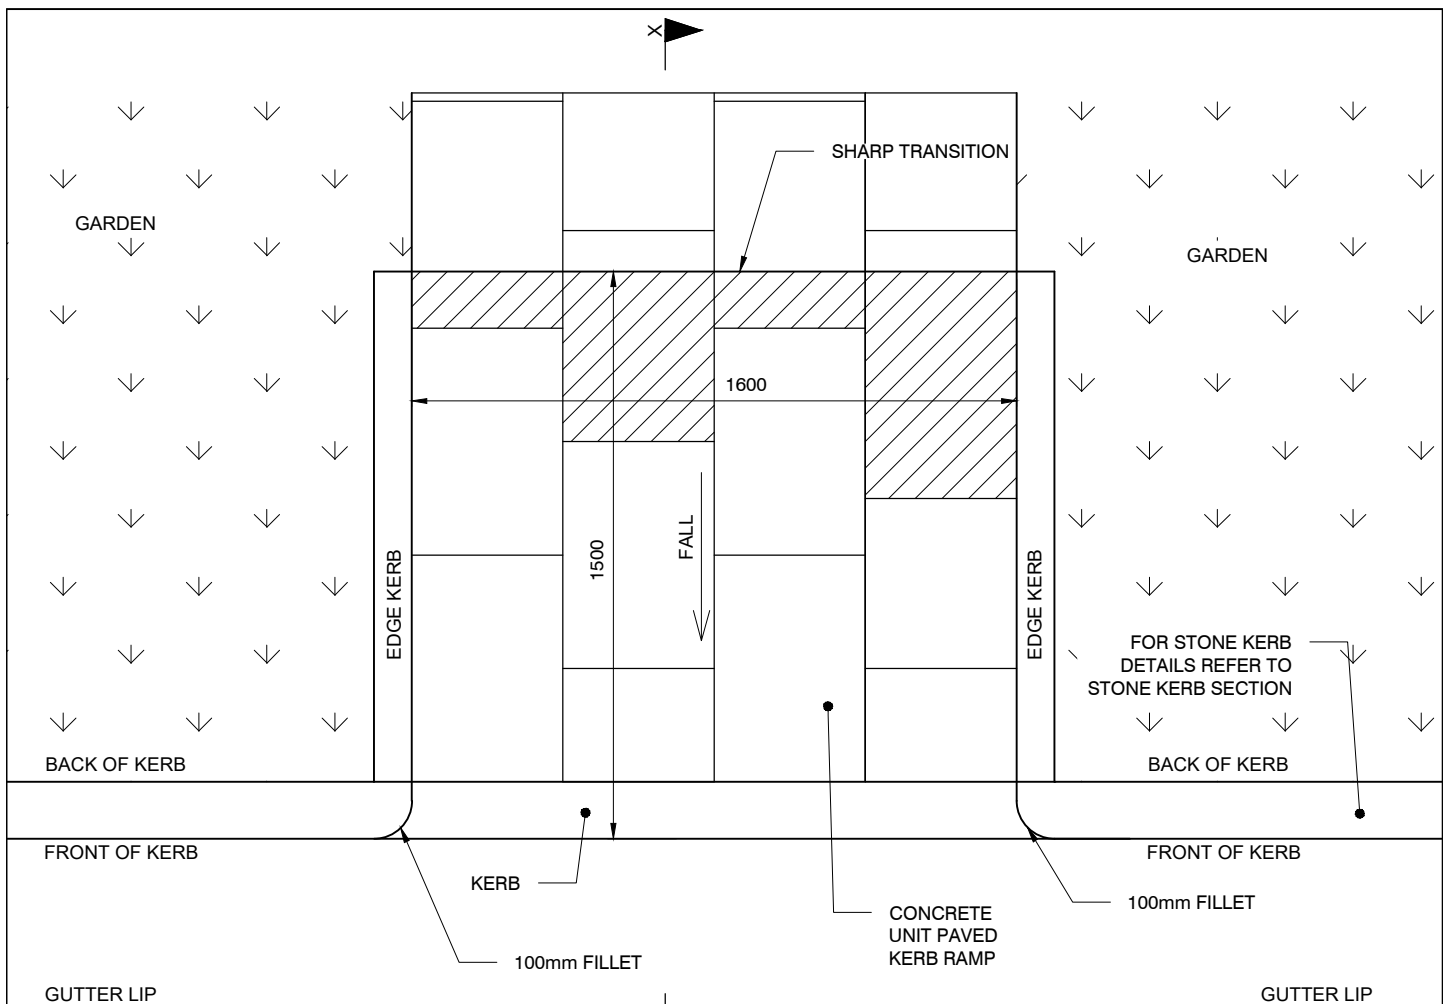 X
SHARP TRANSITION
GARDEN
GARDEN
1600
1500
FALL
EDGE KERB
EDGE KERB
FOR STONE KERB
DETAILS REFER TO
STONE KERB SECTION
BACK OF KERB
BACK OF KERB
FRONT OF KERB
FRONT OF KERB
KERB
100mm FILLET
CONCRETE
UNIT PAVED
KERB RAMP
100mm FILLET
GUTTER LIP
GUTTER LIP